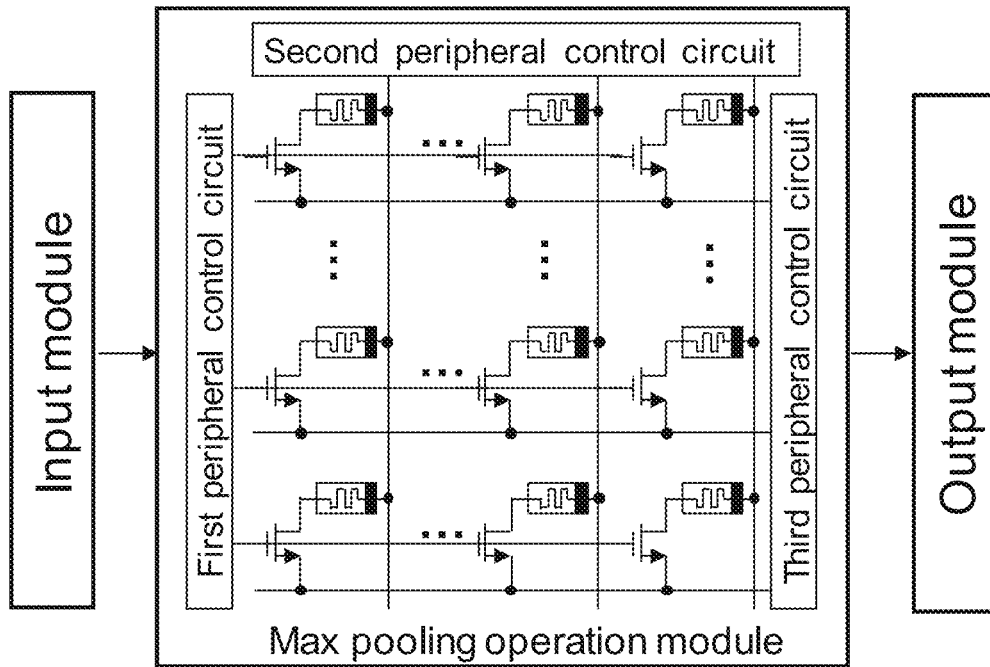 Input module
Second peripheral control circuit
First peripheral control circuit
Third peripheral control circuit
Max pooling operation module
Output module